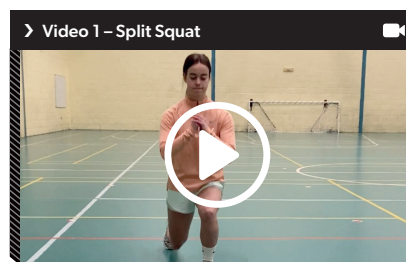 ❯ Video 1 – Split Squat